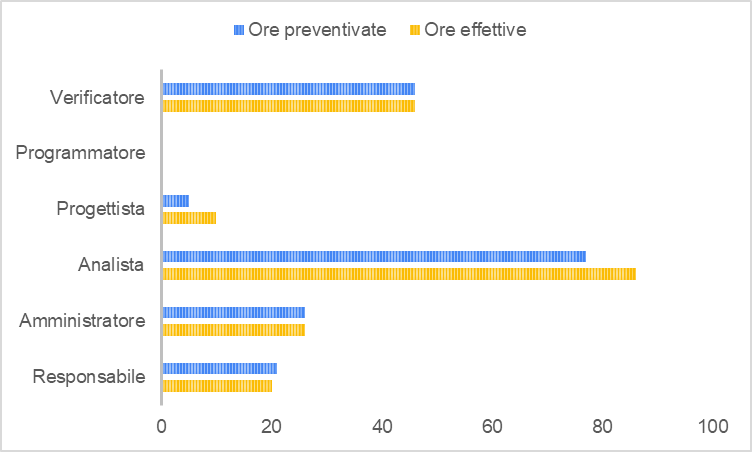 Ore preventivate Ore effettive
Verificatore
Programmatore
Progettista
Analista
Amministratore
Responsabile
0 20 40 60 80 100